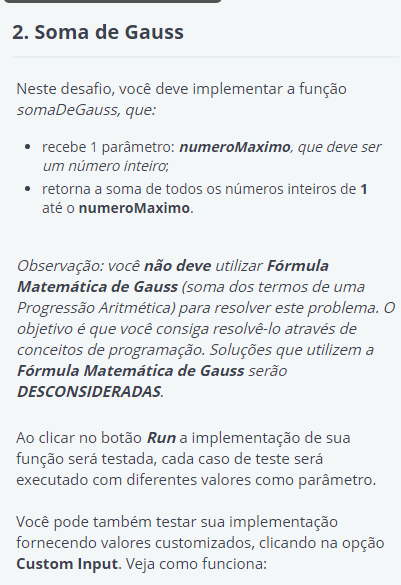 2. Soma de Gauss
Neste desafio, você deve implementar a função
somaDeGauss, que:
• recebe 1 parâmetro: numeroMaximo, que deve ser
um número inteiro;
• retorna a soma de todos os números inteiros de 1
até o numeroMaximo.
Observação: você não deve utilizar Fórmula
Matemática de Gauss (soma dos termos de uma
Progressão Aritmética) para resolver este problema. O
objetivo é que você consiga resolvê-lo através de
conceitos de programação. Soluções que utilizem a
Fórmula Matemática de Gauss serão
DESCONSIDERADAS.
Ao clicar no botão Run a implementação de sua
função será testada, cada caso de teste será
executado com diferentes valores como parâmetro.
Você pode também testar sua implementação
fornecendo valores customizados, clicando na opção
Custom Input. Veja como funciona: